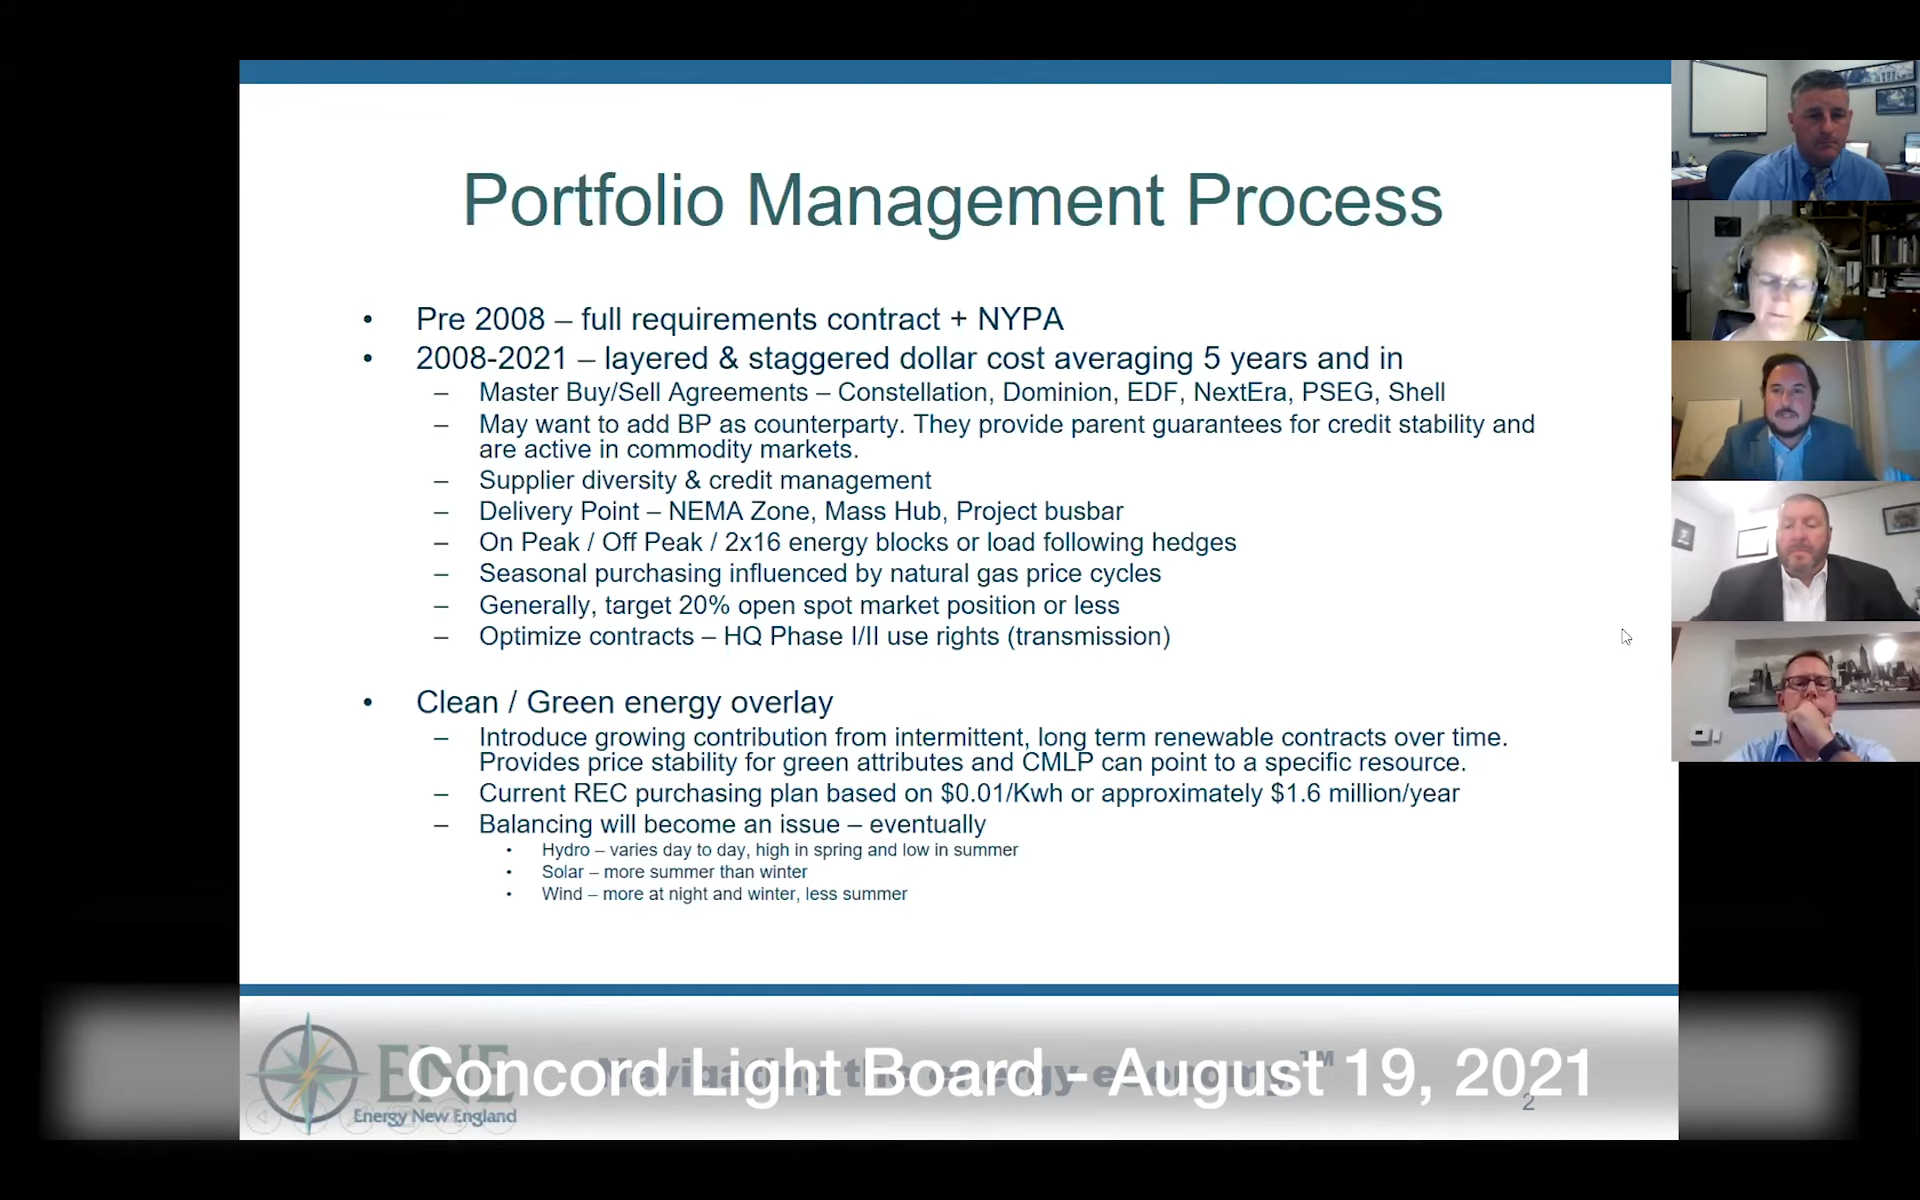 Portfolio Management Process
• Pre 2008 – full requirements contract + NYPA
• 2008-2021 – layered & staggered dollar cost averaging 5 years and in
– Master Buy/Sell Agreements – Constellation, Dominion, EDF, NextEra, PSEG, Shell
– May want to add BP as counterparty. They provide parent guarantees for credit stability and
are active in commodity markets.
– Supplier diversity & credit management
– Delivery Point – NEMA Zone, Mass Hub, Project busbar
– On Peak / Off Peak / 2x16 energy blocks or load following hedges
– Seasonal purchasing influenced by natural gas price cycles
– Generally, target 20% open spot market position or less
– Optimize contracts – HQ Phase I/II use rights (transmission)
• Clean / Green energy overlay
– Introduce growing contribution from intermittent, long term renewable contracts over time.
Provides price stability for green attributes and CMLP can point to a specific resource.
– Current REC purchasing plan based on $0.01/Kwh or approximately $1.6 million/year
– Balancing will become an issue – eventually
• Hydro – varies day to day, high in spring and low in summer
• Solar – more summer than winter
• Wind – more at night and winter, less summer
ENE
Navigating the energy economy™
Concord Light Board - August 19, 2021
Energy New England
2